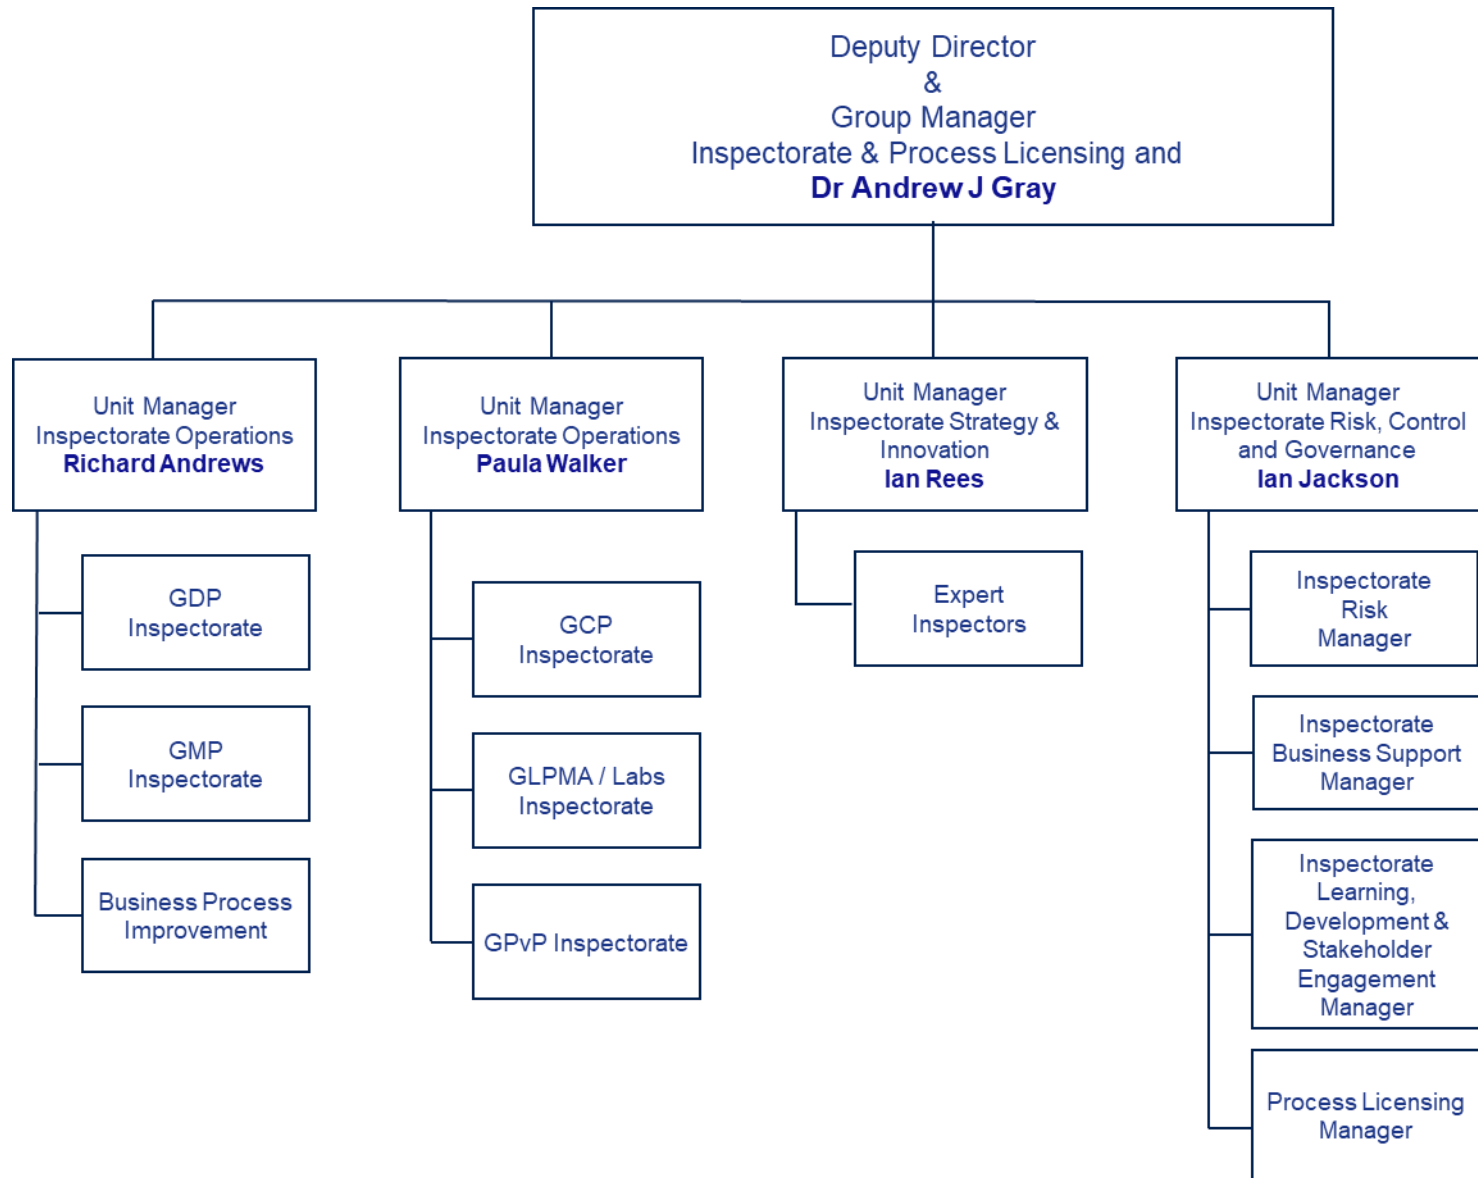 Deputy Director
&
Group Manager
Inspectorate & Process Licensing and
Dr Andrew J Gray
Unit Manager
Inspectorate Operations
Richard Andrews
Unit Manager
Inspectorate Operations
Paula Walker
Unit Manager
Inspectorate Strategy &
Innovation
Ian Rees
Unit Manager
Inspectorate Risk, Control
and Governance
Ian Jackson
GDP
Inspectorate
GMP
Inspectorate
Business Process
Improvement
GCP
Inspectorate
GLPMA / Labs
Inspectorate
GPvP Inspectorate
Expert
Inspectors
Inspectorate
Risk
Manager
Inspectorate
Business Support
Manager
Inspectorate
Learning,
Development &
Stakeholder
Engagement
Manager
Process Licensing
Manager